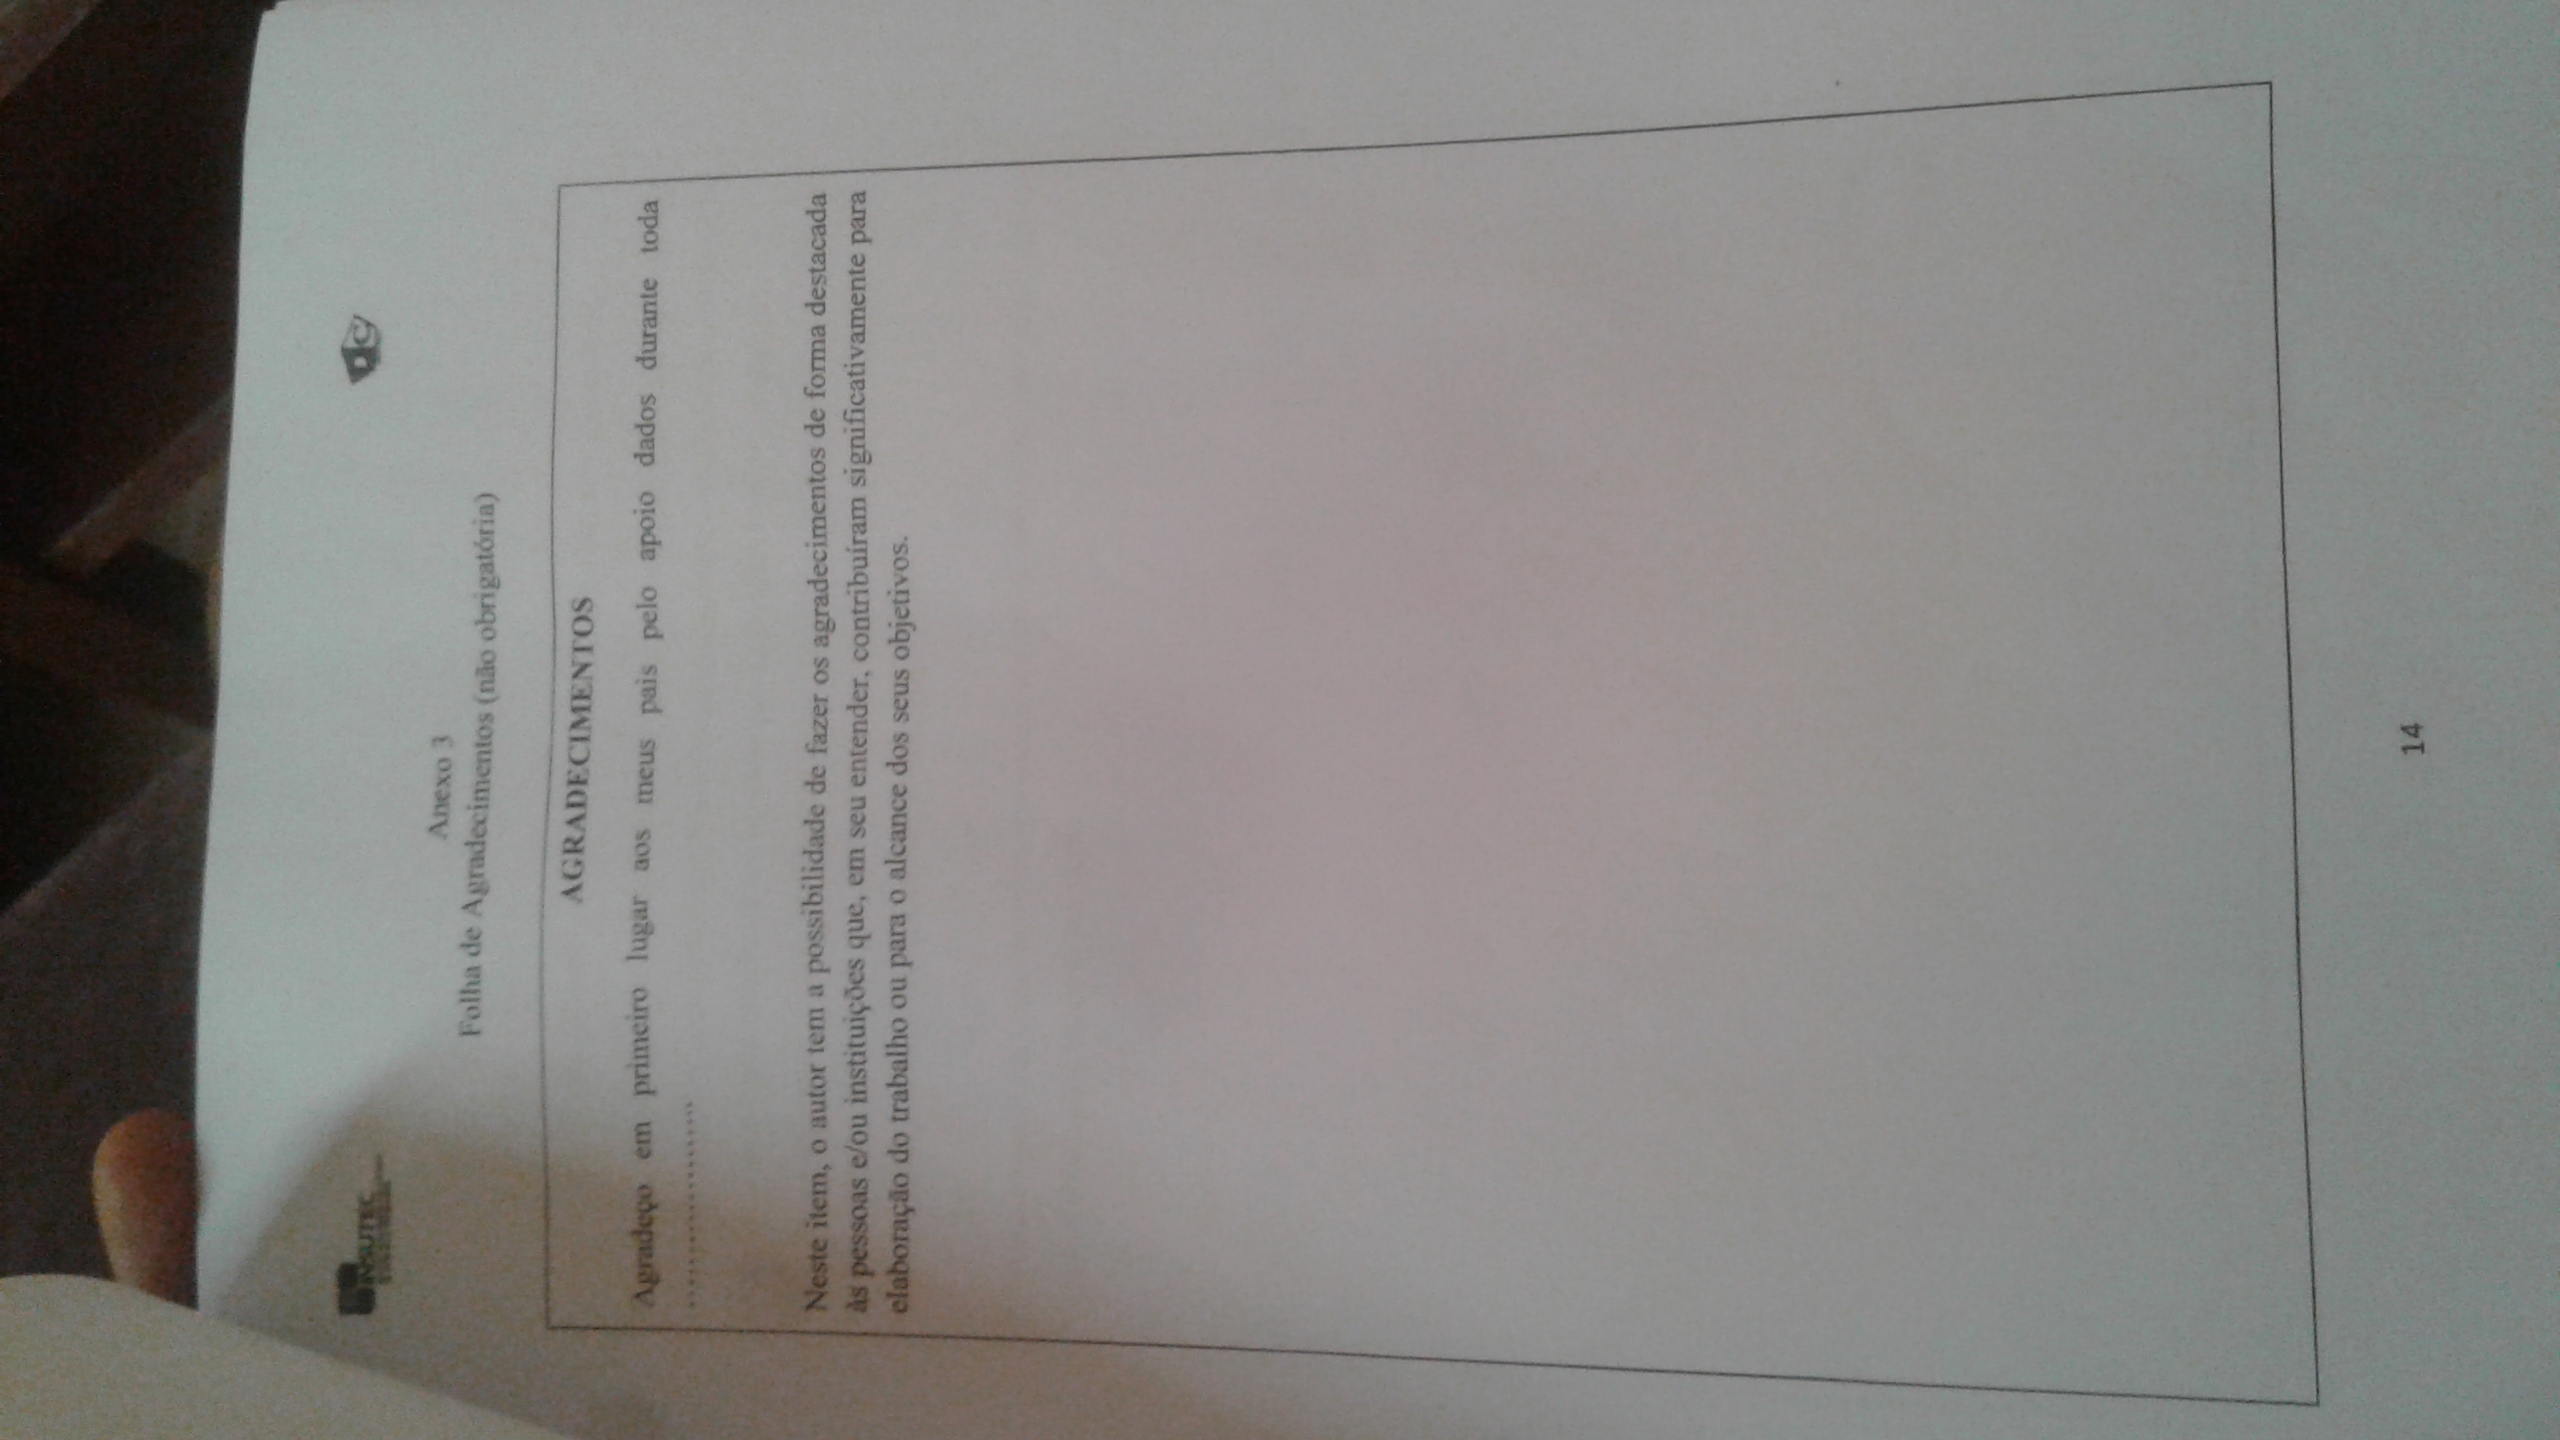 INSUTEC
Anexo 3
Folha de Agradecimentos (não obrigatória)
AGRADECIMENTOS
Agradeço em primeiro lugar aos meus pais pelo apoio dados durante toda
....................
Neste item, o autor tem a possibilidade de fazer os agradecimentos de forma destacada
às pessoas e/ou instituições que, em seu entender, contribuíram significativamente para
elaboração do trabalho ou para o alcance dos seus objetivos.
14